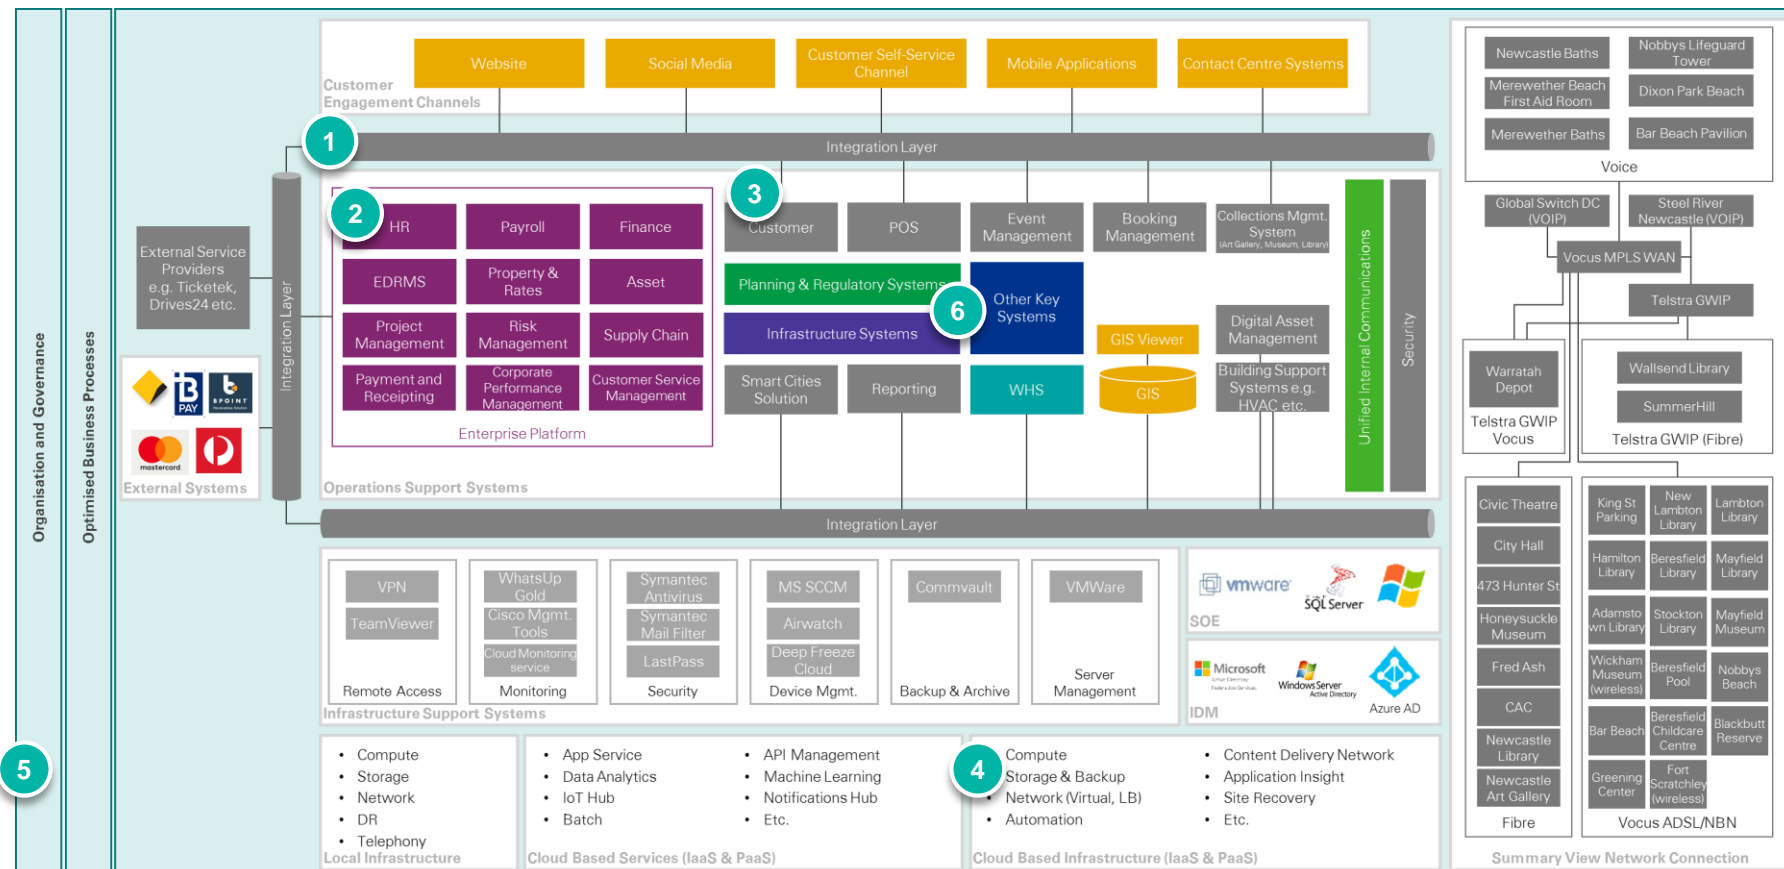 Organisation and Governance
Optimised Business Processes
Website
Social Media
Customer Self-Service
Channel
Mobile Applications
Contact Centre Systems
Customer
Engagement Channels
1
Integration Layer
Integration Layer
External Service
Providers
e.g. Ticketek,
Drives24 etc.
B
PAY
b
BPOINT
mastercard
External Systems
2
HR
Payroll
Finance
EDRMS
Property &
Rates
Asset
Project
Management
Risk
Management
Supply Chain
Payment and
Receipting
Corporate
Performance
Management
Customer Service
Management
Enterprise Platform
3
Customer
POS
Event
Management
Booking
Management
Collections Mgmt.
System
(Art Gallery, Museum, Library)
Planning & Regulatory Systems
6
Other Key
Systems
Infrastructure Systems
GIS Viewer
Digital Asset
Management
Smart Cities
Solution
Reporting
WHS
GIS
Building Support
Systems e.g.
HVAC etc.
Unified Internal Communications
Security
Operations Support Systems
Integration Layer
VPN
TeamViewer
Remote Access
WhatsUp
Gold
Cisco Mgmt.
Tools
Cloud Monitoring
service
Monitoring
Symantec
Antivirus
Symantec
Mail Filter
LastPass
Security
MS SCCM
Airwatch
Deep Freeze
Cloud
Device Mgmt.
Commvault
Backup & Archive
VMWare
Server
Management
Infrastructure Support Systems
vmware
SQL Server
SOE
Microsoft
Windows Server
Active Directory
Azure AD
IDM
5
• Compute
• Storage
• Network
• DR
• Telephony
Local Infrastructure
• App Service
• Data Analytics
• IoT Hub
• Batch
• API Management
• Machine Learning
• Notifications Hub
• Etc.
Cloud Based Services (IaaS & PaaS)
4
Compute
Storage & Backup
• Network (Virtual, LB)
• Automation
• Content Delivery Network
• Application Insight
• Site Recovery
• Etc.
Cloud Based Infrastructure (IaaS & PaaS)
Newcastle Baths
Nobbys Lifeguard
Tower
Merewether Beach
First Aid Room
Dixon Park Beach
Merewether Baths
Bar Beach Pavilion
Voice
Global Switch DC
(VOIP)
Steel River
Newcastle (VOIP)
Vocus MPLS WAN
Telstra GWIP
Warratah
Depot
Telstra GWIP
Vocus
Wallsend Library
SummerHill
Telstra GWIP (Fibre)
Civic Theatre
City Hall
473 Hunter St
Honeysuckle
Museum
Fred Ash
CAC
Newcastle
Library
Newcastle
Art Gallery
Fibre
King St
Parking
New
Lambton
Library
Lambton
Library
Hamilton
Library
Beresfield
Library
Mayfield
Library
Adamsto
wn Library
Stockton
Library
Mayfield
Museum
Wickham
Museum
(wireless)
Beresfield
Pool
Nobbys
Beach
Bar Beach
Beresfield
Childcare
Centre
Blackbutt
Reserve
Greening
Center
Fort
Scratchley
(wireless)
Vocus ADSL/NBN
Summary View Network Connection